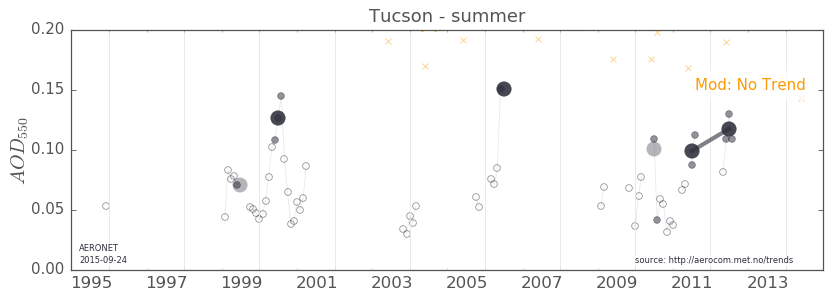 Tucson - summer
0.20
0.15
0.10
0.05
0.00
AOD550
Mod: No Trend
AERONET
2015-09-24
source: http://aerocom.met.no/trends
1995 1997 1999 2001 2003 2005 2007 2009 2011 2013